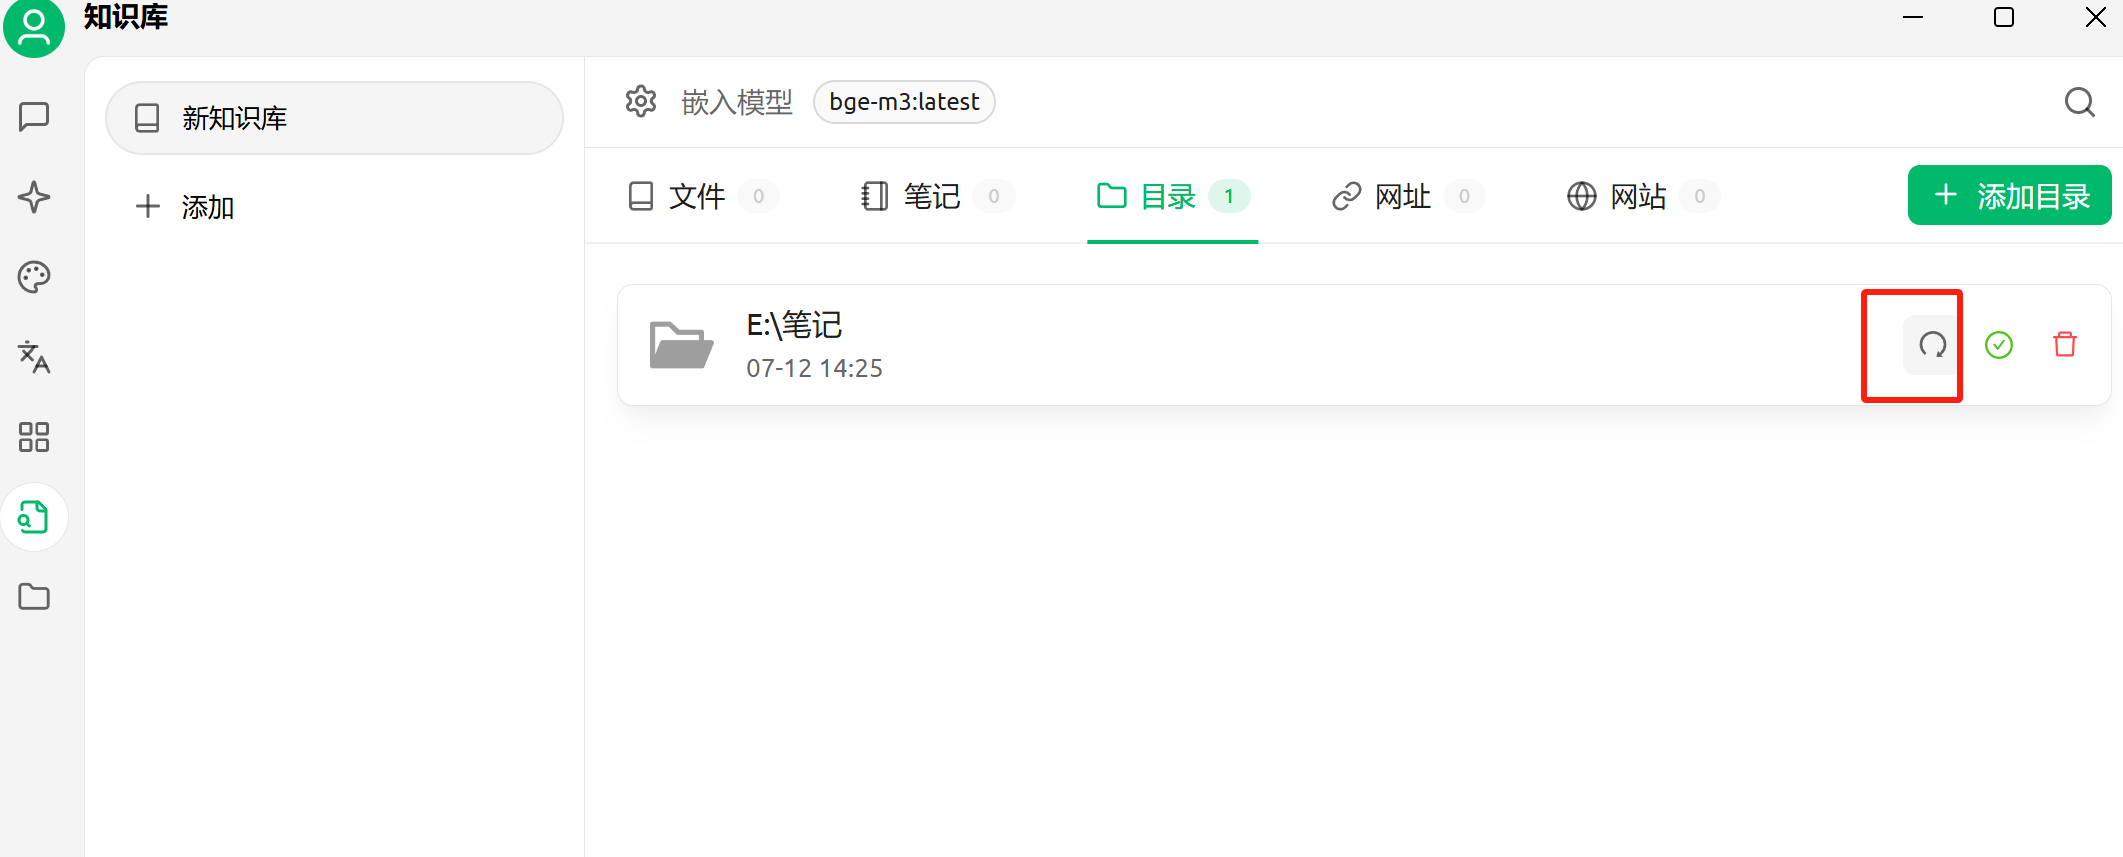 知识库
新知识库
添加
嵌入模型 bge-m3:latest
文件 0 笔记 0 目录 1 网址 0 网站 0 添加目录
E:\笔记
07-12 14:25